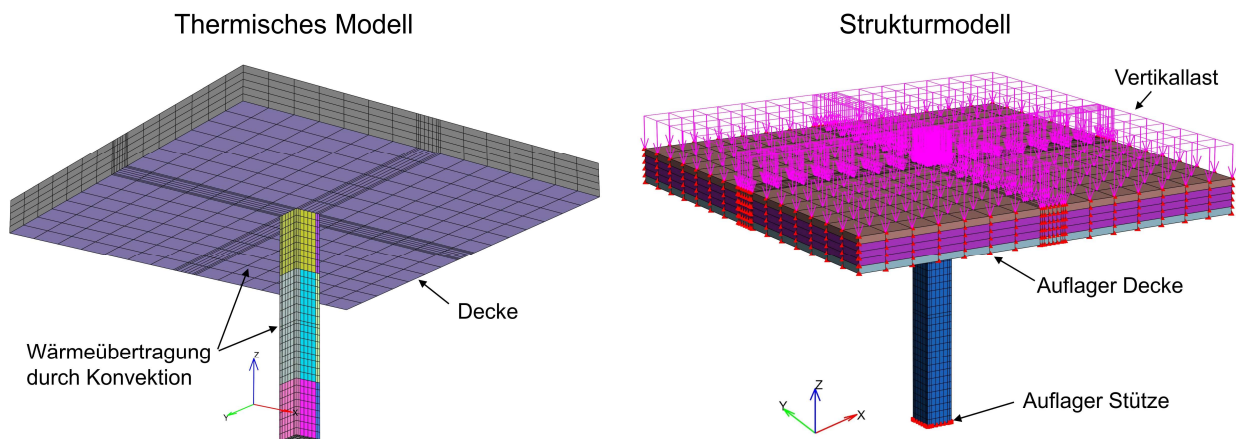 Thermisches Modell
Strukturmodell
Vertikallast
Decke
Wärmeübertragung
durch Konvektion
Auflager Decke
Auflager Stütze
Z
Y
X
Z
Y
X